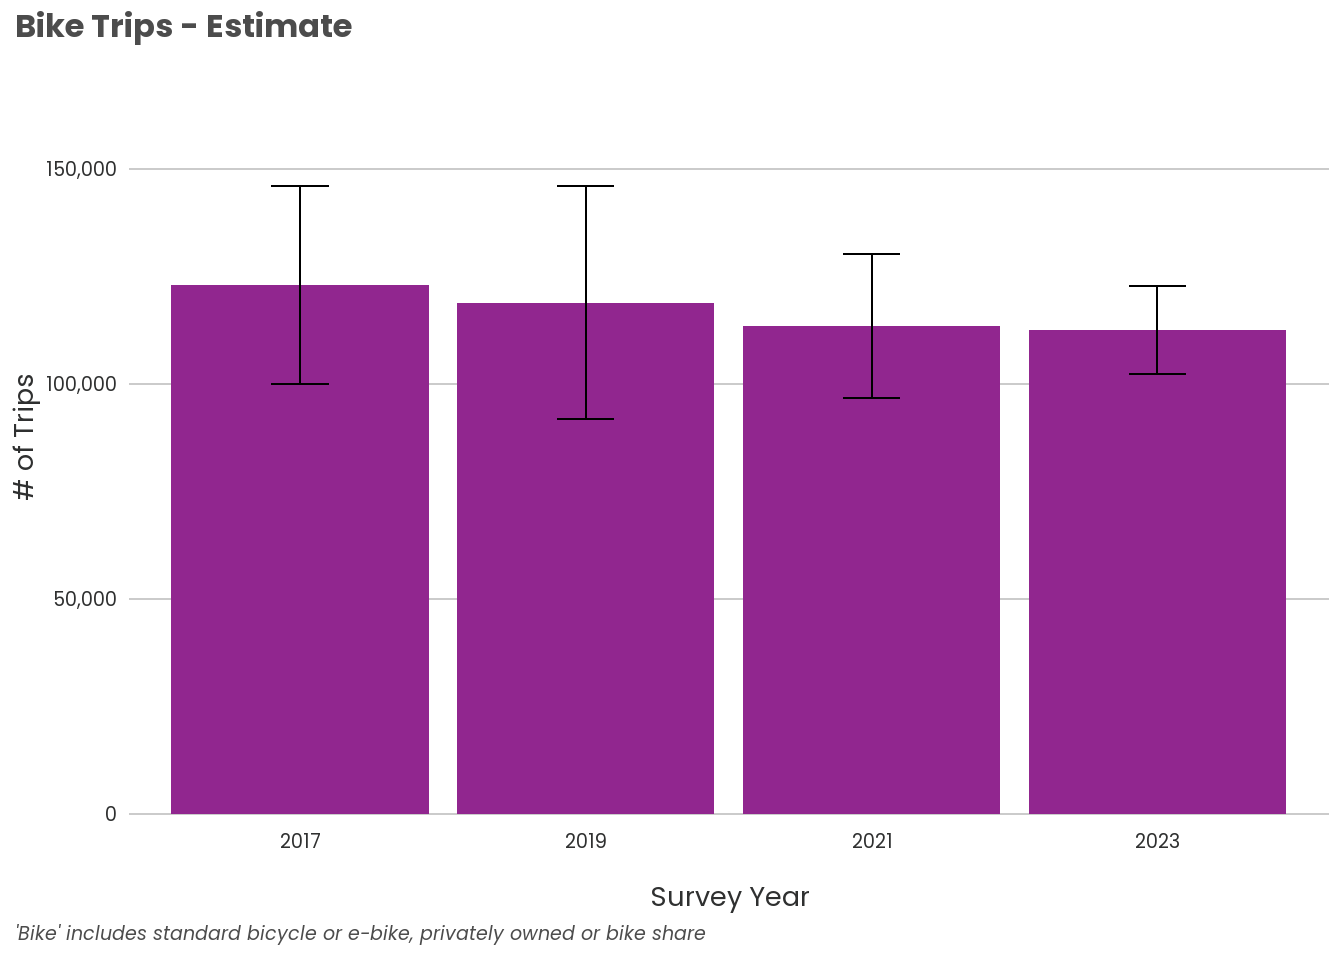 Bike Trips - Estimate
# of Trips
150,000
100,000
50,000
0
2017 2019 2021 2023
Survey Year
'Bike' includes standard bicycle or e-bike, privately owned or bike share